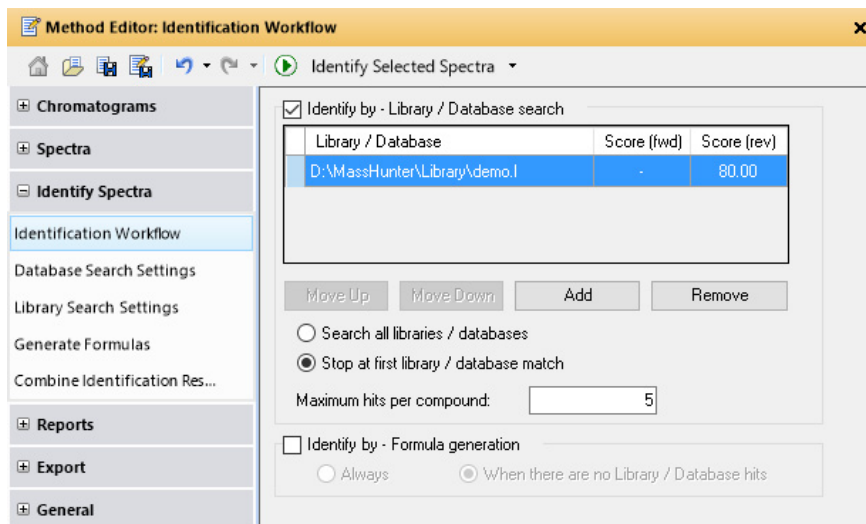 Method Editor: Identification Workflow
Identify Selected Spectra
Chromatograms
Spectra
Identify Spectra
Identification Workflow
Database Search Settings
Library Search Settings
Generate Formulas
Combine Identification Res...
Reports
Export
General
Identify by - Library / Database search
Library / Database Score (fwd) Score (rev)
D:\MassHunter\Library\demo.l - 80.00
Move Up Move Down Add Remove
Search all libraries / databases
Stop at first library / database match
Maximum hits per compound: 5
Identify by - Formula generation
Always When there are no Library / Database hits